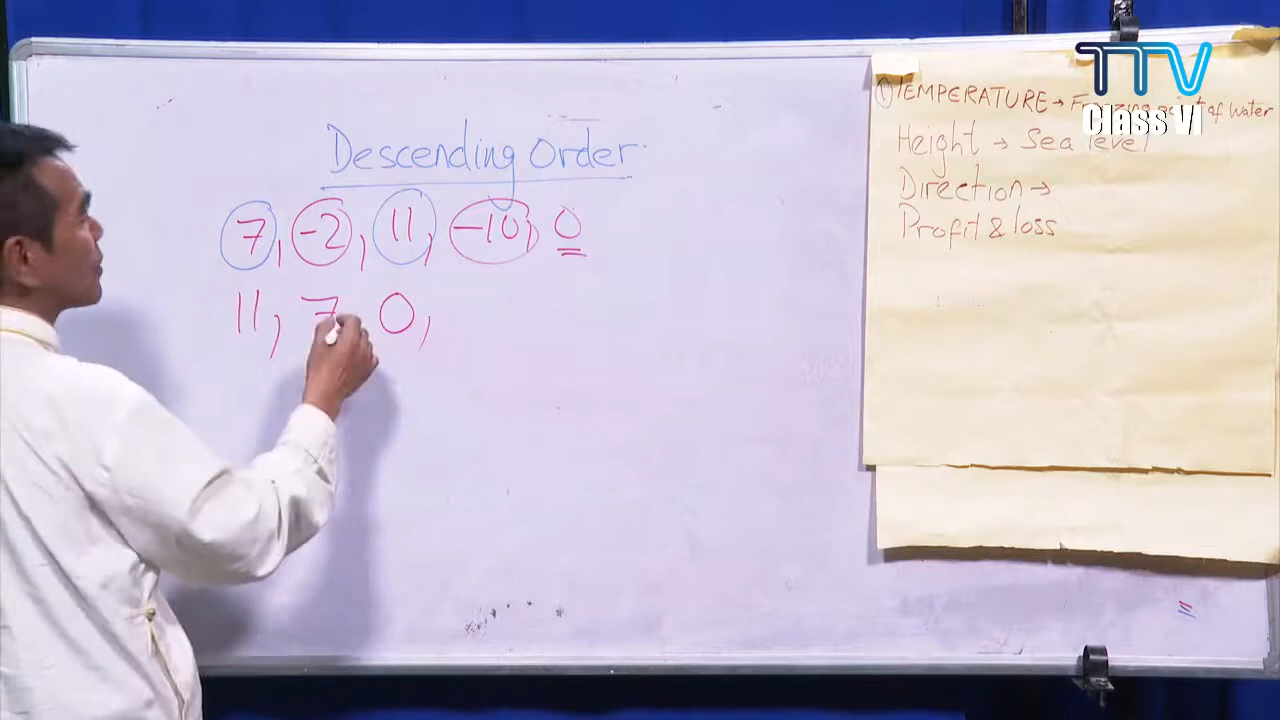 TTV
Class VI
Descending Order
7, -2, 11, -10, 0
11, 7 0,
① TEMPERATURE → Freezing point of water
Height → Sea level
Direction →
Profit & loss